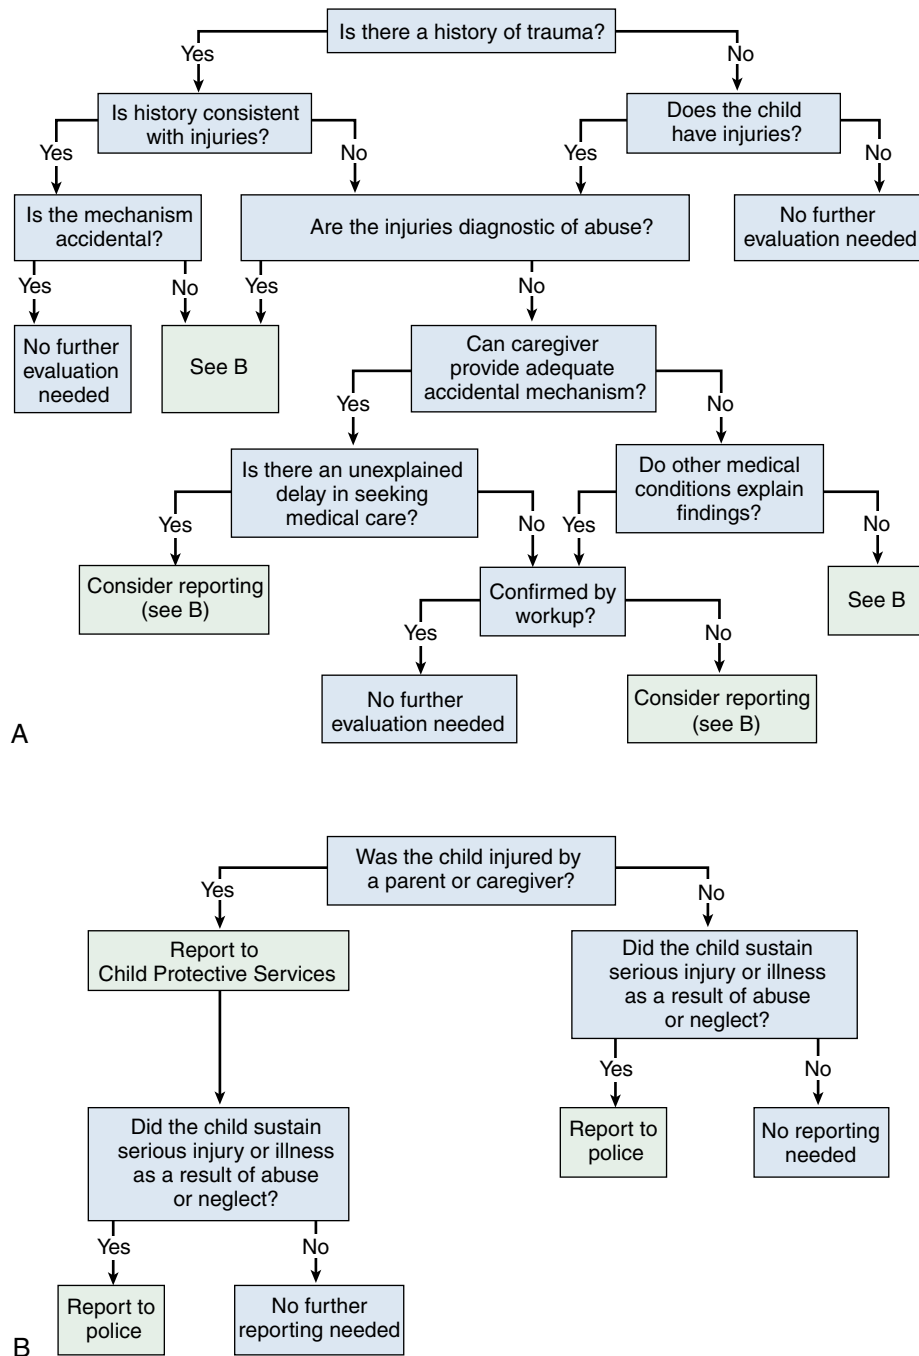 Is there a history of trauma?
Yes
No
Is history consistent
with injuries?
Does the child
have injuries?
Yes
No
Yes
No
Is the mechanism
accidental?
Are the injuries diagnostic of abuse?
No further
evaluation needed
Yes
No
Yes
No
No further
evaluation
needed
See B
Can caregiver
provide adequate
accidental mechanism?
Yes
No
Is there an unexplained
delay in seeking
medical care?
Do other medical
conditions explain
findings?
Yes
No
Yes
No
Consider reporting
(see B)
Confirmed by
workup?
See B
Yes
No
No further
evaluation needed
Consider reporting
(see B)
A
Was the child injured by
a parent or caregiver?
Yes
No
Report to
Child Protective Services
Did the child sustain
serious injury or illness
as a result of abuse
or neglect?
Yes
No
Did the child sustain
serious injury or illness
as a result of abuse
or neglect?
Report to
police
No reporting
needed
Yes
No
Report to
police
No further
reporting needed
B